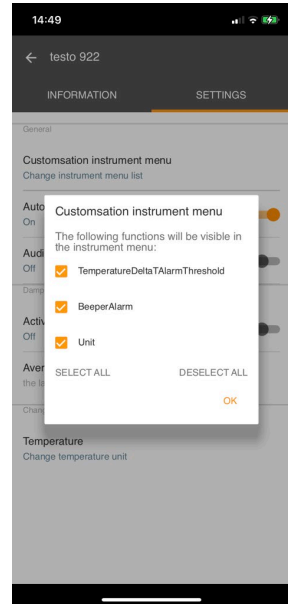 14:49
testo 922
INFORMATION
SETTINGS
General
Customsation instrument menu
Change instrument menu list
Auto
On
Customsation instrument menu
The following functions will be visible in
the instrument menu:
TemperatureDeltaTAlarmThreshold
BeeperAlarm
Unit
SELECT ALL
DESELECT ALL
OK
Audi
Off
Damp
Activ
Off
Aver
the la
Chang
Temperature
Change temperature unit